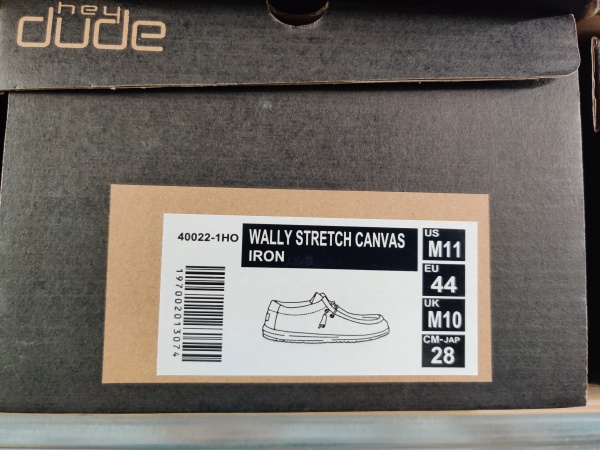 hey
dude
40022-1HO
WALLY STRETCH CANVAS
IRON
US
M11
EU
44
UK
M10
CM-JAP
28
197002013074